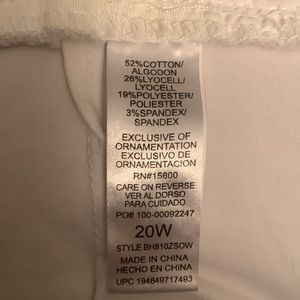 52%COTTON/
ALGODON
26%LYOCELL/
LYOCELL
19%POLYESTER/
POLIESTER
3%SPANDEX/
SPANDEX
EXCLUSIVE OF
ORNAMENTATION
EXCLUSIVO DE
ORNAMENTACION
RN#15600
CARE ON REVERSE
VER AL DORSO
PARA CUIDADO
PO# 100-00092247
20W
STYLE BH810ZSOW
MADE IN CHINA
HECHO EN CHINA
UPC 194849717493